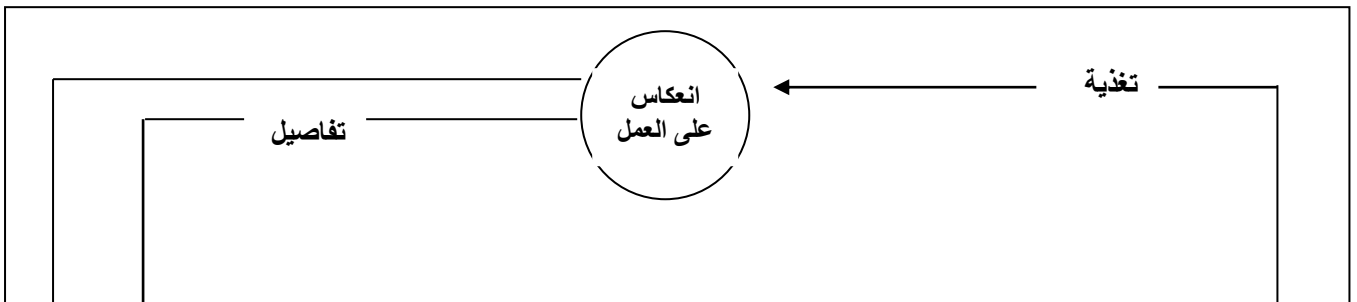 تغذية
انعكاس
على العمل
تفاصيل